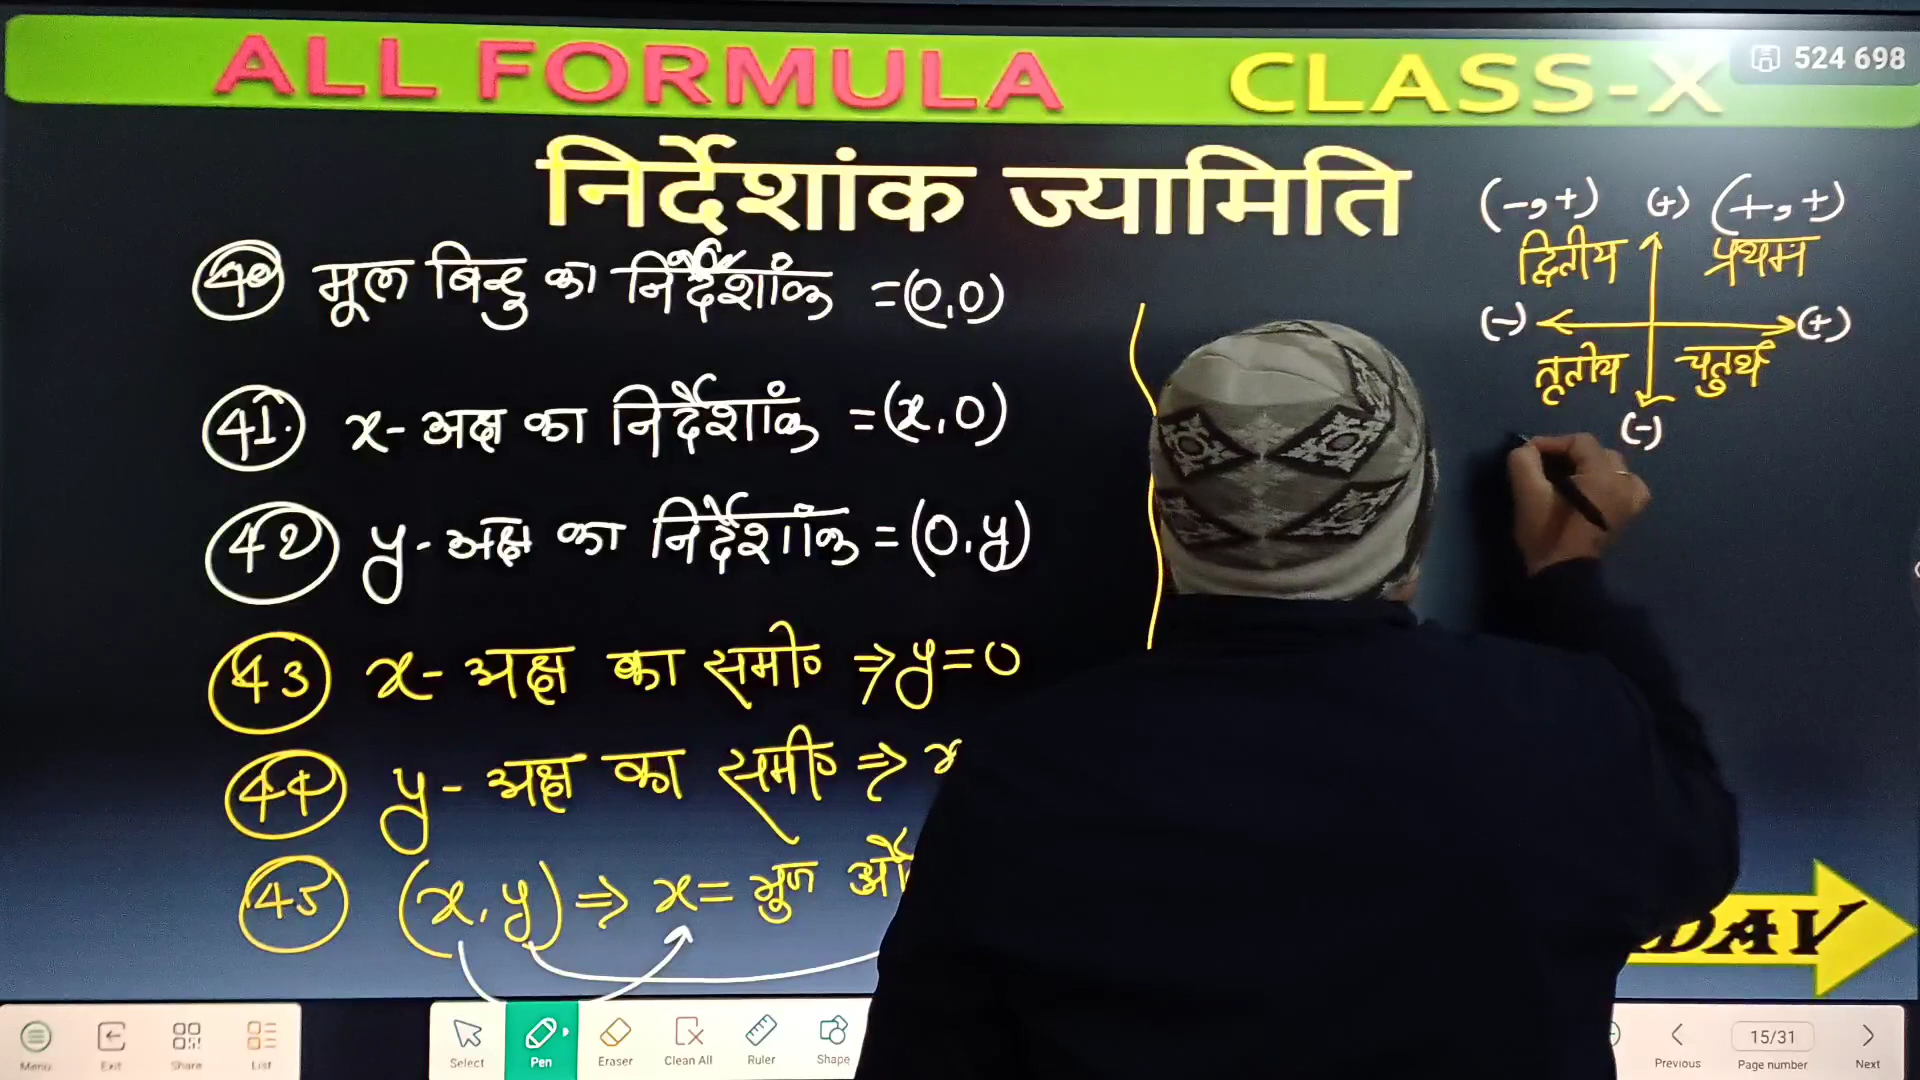 ALL FORMULA CLASS-X
524 698
निर्देशांक ज्यामिति
(-,+) (+) (+,+)
द्वितीय प्रथम
(-) (+)
तृतीय चतुर्थ
(-)
40 मूल बिन्दु का निर्देशांक =(0,0)
41. x-अक्ष का निर्देशांक =(x,0)
42 y-अक्ष का निर्देशांक =(0,y)
43 x-अक्ष का समी० ⇒y=0
44 y-अक्ष का समी० ⇒ x
45 (x,y)⇒ x= भुज और
DAV
Menu Exit Share List Select Pen Eraser Clean All Ruler Shape Previous 15/31 Page number Next